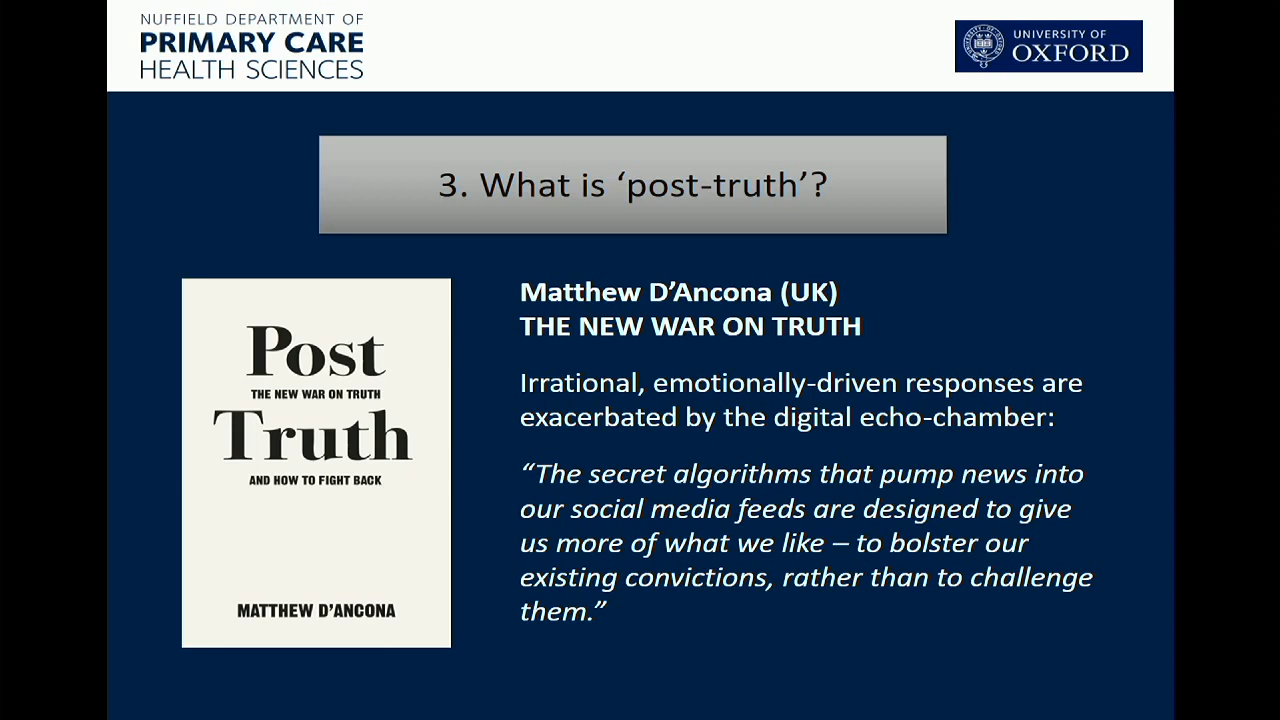 NUFFIELD DEPARTMENT OF
PRIMARY CARE
HEALTH SCIENCES
UNIVERSITY OF
OXFORD
3. What is ‘post-truth’?
Post
THE NEW WAR ON TRUTH
Truth
AND HOW TO FIGHT BACK
MATTHEW D’ANCONA
Matthew D’Ancona (UK)
THE NEW WAR ON TRUTH
Irrational, emotionally-driven responses are
exacerbated by the digital echo-chamber:
“The secret algorithms that pump news into
our social media feeds are designed to give
us more of what we like – to bolster our
existing convictions, rather than to challenge
them.”